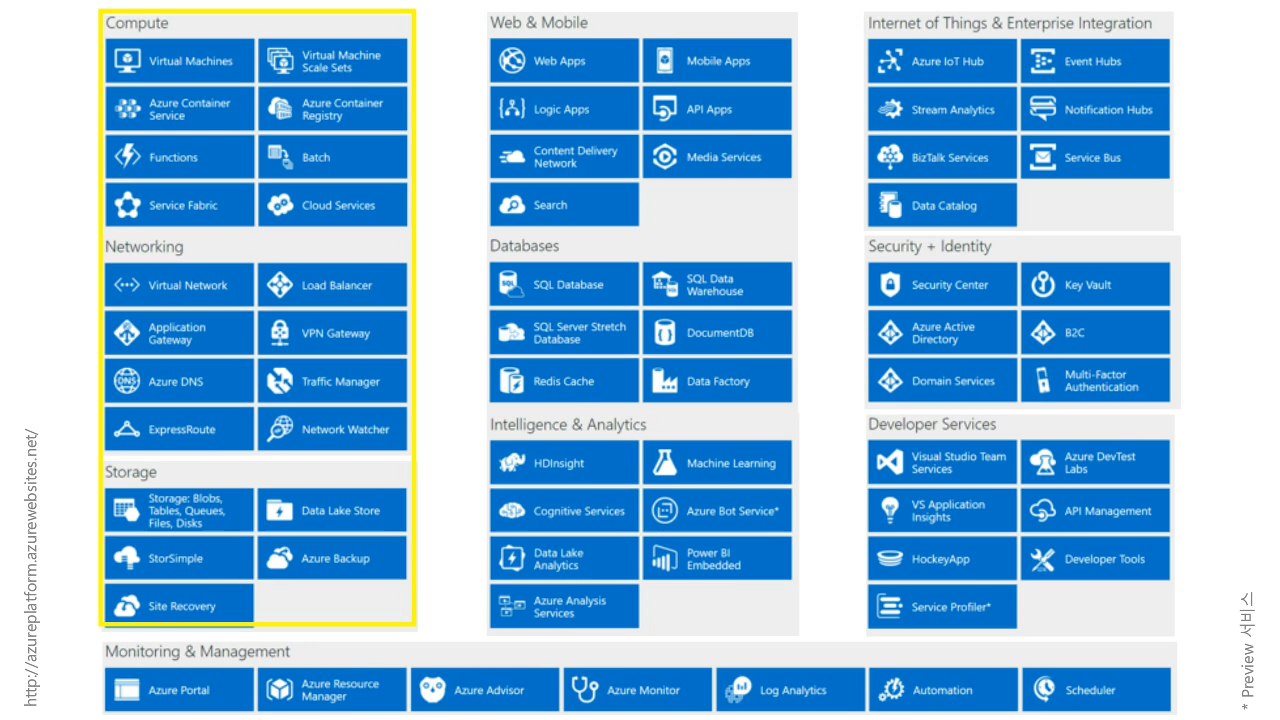 Compute
Virtual Machines
Virtual Machine
Scale Sets
Azure Container
Service
Azure Container
Registry
Functions
Batch
Service Fabric
Cloud Services
Networking
Virtual Network
Load Balancer
Application
Gateway
VPN Gateway
DNS
Azure DNS
Traffic Manager
ExpressRoute
Network Watcher
Storage
Storage: Blobs,
Tables, Queues,
Files, Disks
Data Lake Store
StorSimple
Azure Backup
Site Recovery
Web & Mobile
Web Apps
Mobile Apps
Logic Apps
API Apps
Content Delivery
Network
Media Services
Search
Databases
SQL
SQL Database
SQL Data
Warehouse
SQL Server Stretch
Database
DocumentDB
Redis Cache
Data Factory
Intelligence & Analytics
HDInsight
Machine Learning
Cognitive Services
Azure Bot Service*
Data Lake
Analytics
Power BI
Embedded
Azure Analysis
Services
Internet of Things & Enterprise Integration
Azure IoT Hub
Event Hubs
Stream Analytics
Notification Hubs
BizTalk Services
Service Bus
Data Catalog
Security + Identity
Security Center
Key Vault
Azure Active
Directory
B2C
Domain Services
Multi-Factor
Authentication
Developer Services
Visual Studio Team
Services
Azure DevTest
Labs
VS Application
Insights
API Management
HockeyApp
Developer Tools
Service Profiler*
Monitoring & Management
Azure Portal
Azure Resource
Manager
Azure Advisor
Azure Monitor
Log Analytics
Automation
Scheduler
http://azureplatform.azurewebsites.net/
* Preview 서비스